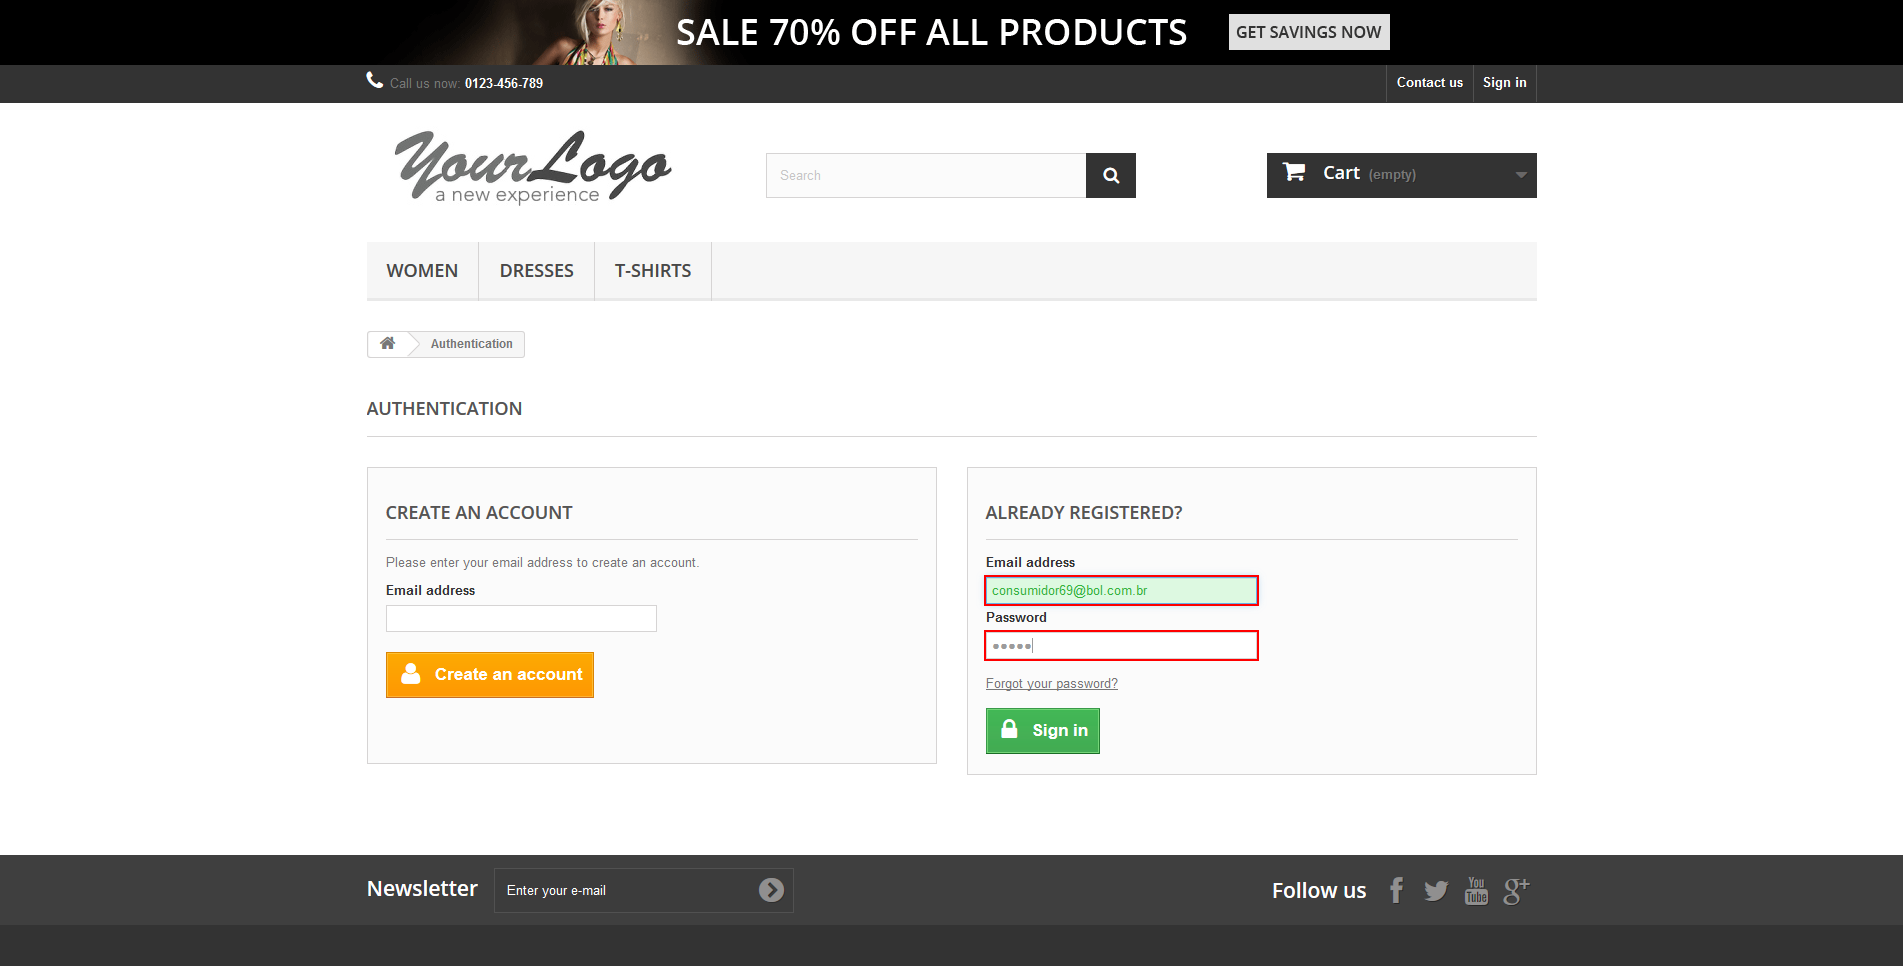 SALE 70% OFF ALL PRODUCTS GET SAVINGS NOW
Call us now: 0123-456-789 Contact us Sign in
YourLogo
a new experience
Search
Cart (empty)
WOMEN DRESSES T-SHIRTS
Authentication
AUTHENTICATION
CREATE AN ACCOUNT
Please enter your email address to create an account.
Email address
Create an account
ALREADY REGISTERED?
Email address
consumidor69@bol.com.br
Password
•••••
Forgot your password?
Sign in
Newsletter Enter your e-mail
Follow us
You
Tube
g+